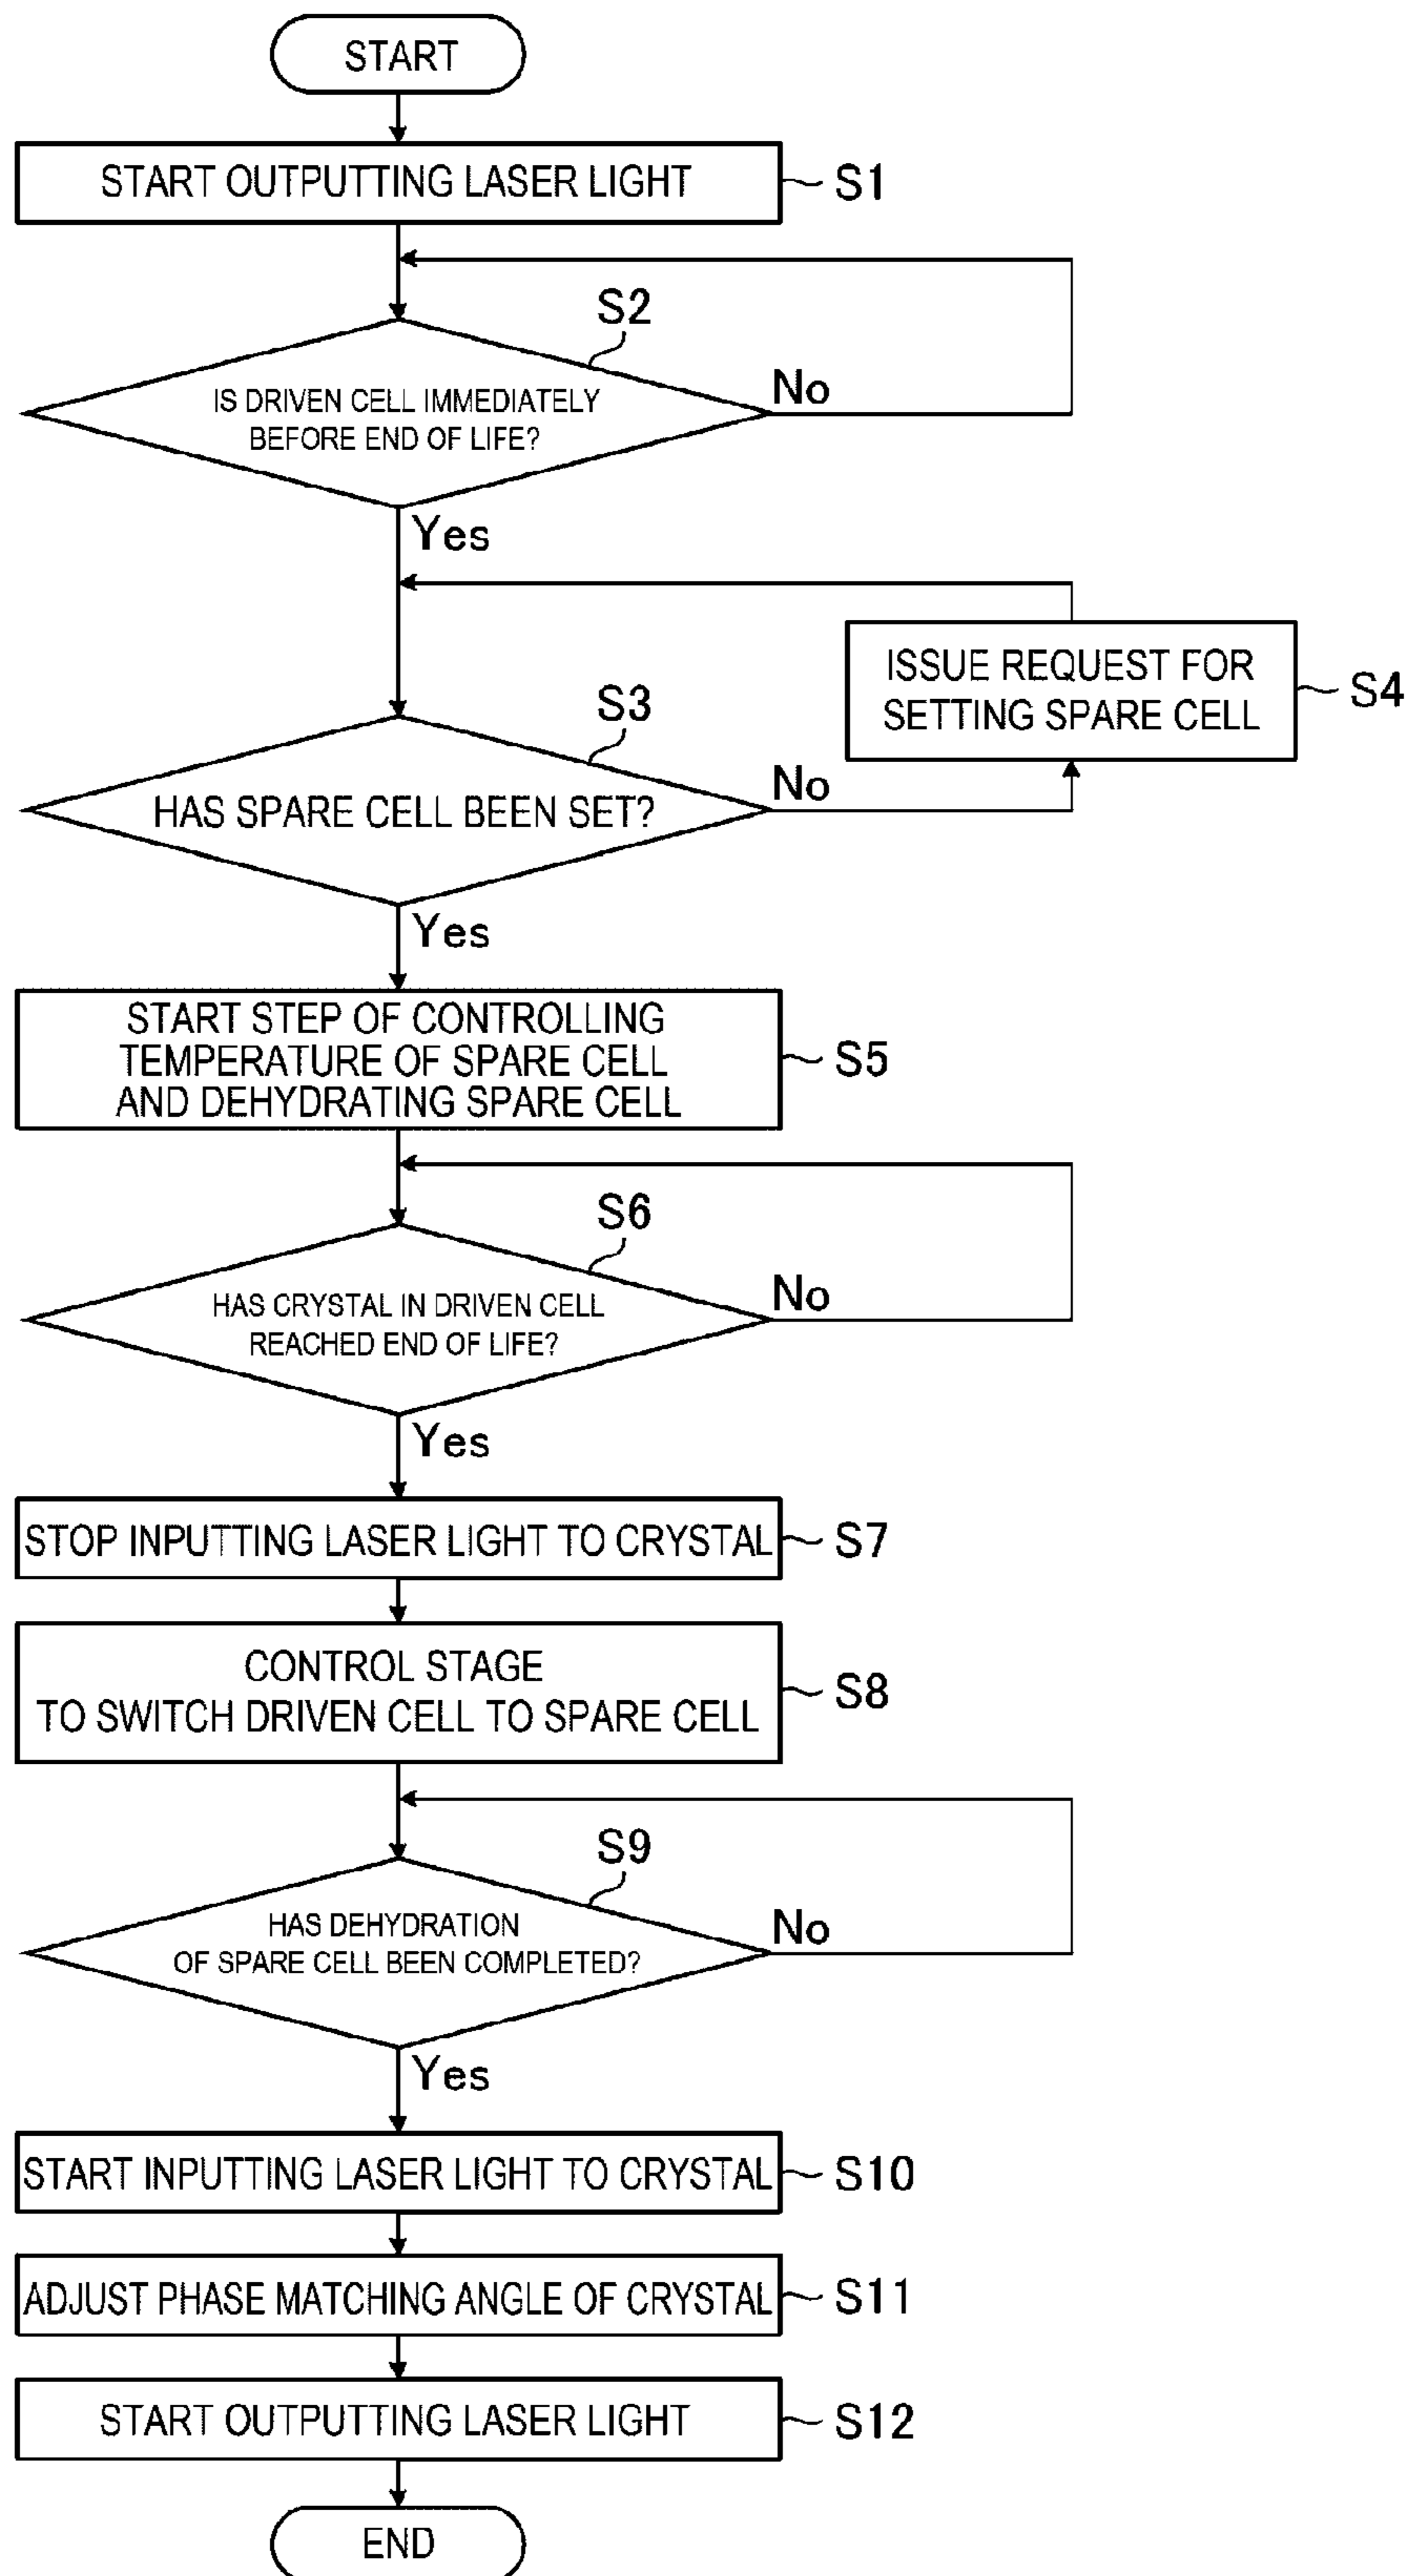 START
START OUTPUTTING LASER LIGHT
S1
S2
IS DRIVEN CELL IMMEDIATELY
BEFORE END OF LIFE?
No
Yes
ISSUE REQUEST FOR
SETTING SPARE CELL
S4
S3
HAS SPARE CELL BEEN SET?
No
Yes
START STEP OF CONTROLLING
TEMPERATURE OF SPARE CELL
AND DEHYDRATING SPARE CELL
S5
S6
HAS CRYSTAL IN DRIVEN CELL
REACHED END OF LIFE?
No
Yes
STOP INPUTTING LASER LIGHT TO CRYSTAL
S7
CONTROL STAGE
TO SWITCH DRIVEN CELL TO SPARE CELL
S8
S9
HAS DEHYDRATION
OF SPARE CELL BEEN COMPLETED?
No
Yes
START INPUTTING LASER LIGHT TO CRYSTAL
S10
ADJUST PHASE MATCHING ANGLE OF CRYSTAL
S11
START OUTPUTTING LASER LIGHT
S12
END